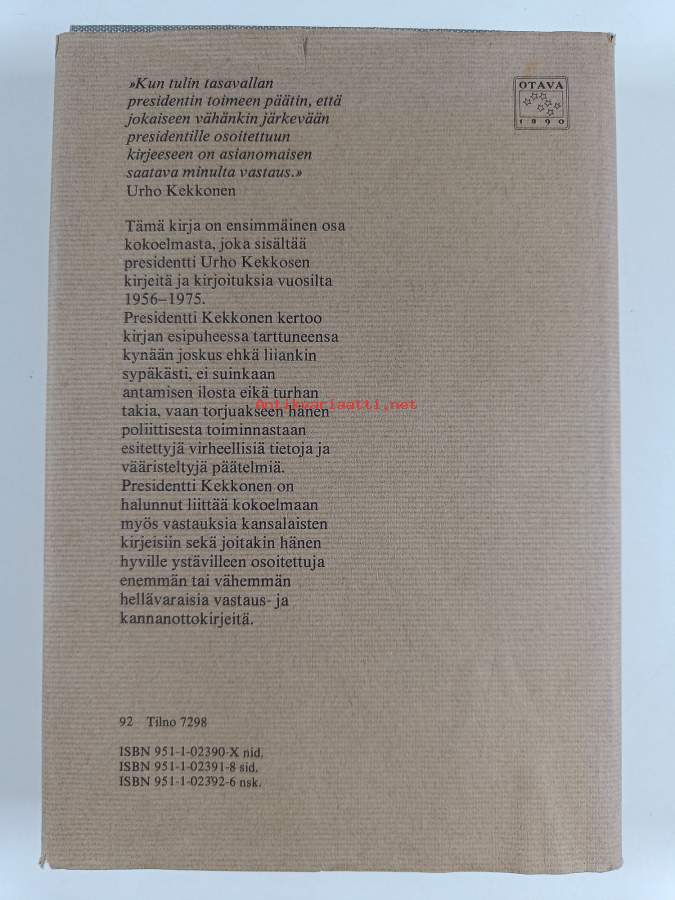 »Kun tulin tasavallan
presidentin toimeen päätin, että
jokaiseen vähänkin järkevään
presidentille osoitettuun
kirjeeseen on asianomaisen
saatava minulta vastaus.»
Urho Kekkonen
OTAVA
1890
Tämä kirja on ensimmäinen osa
kokoelmasta, joka sisältää
presidentti Urho Kekkosen
kirjeitä ja kirjoituksia vuosilta
1956–1975.
Presidentti Kekkonen kertoo
kirjan esipuheessa tarttuneensa
kynään joskus ehkä liiankin
sypäkästi, ei suinkaan
antamisen ilosta eikä turhan
takia, vaan torjuakseen hänen
Antikvariaatti.net
poliittisesta toiminnastaan
esitettyjä virheellisiä tietoja ja
vääristeltyjä päätelmiä.
Presidentti Kekkonen on
halunnut liittää kokoelmaan
myös vastauksia kansalaisten
kirjeisiin sekä joitakin hänen
hyville ystävilleen osoitettuja
enemmän tai vähemmän
hellävaraisia vastaus- ja
kannanottokirjeitä.
92 Tilno 7298
ISBN 951-1-02390-X nid.
ISBN 951-1-02391-8 sid.
ISBN 951-1-02392-6 nsk.